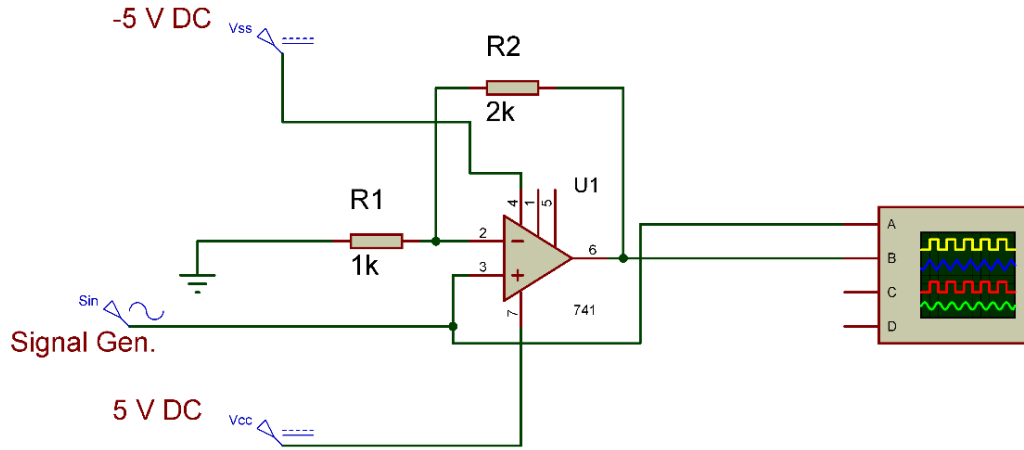 -5 V DC
Vss
R2
2k
U1
R1
1k
4
1
5
2
3
6
7
741
A
B
C
D
Sin
Signal Gen.
5 V DC
Vcc